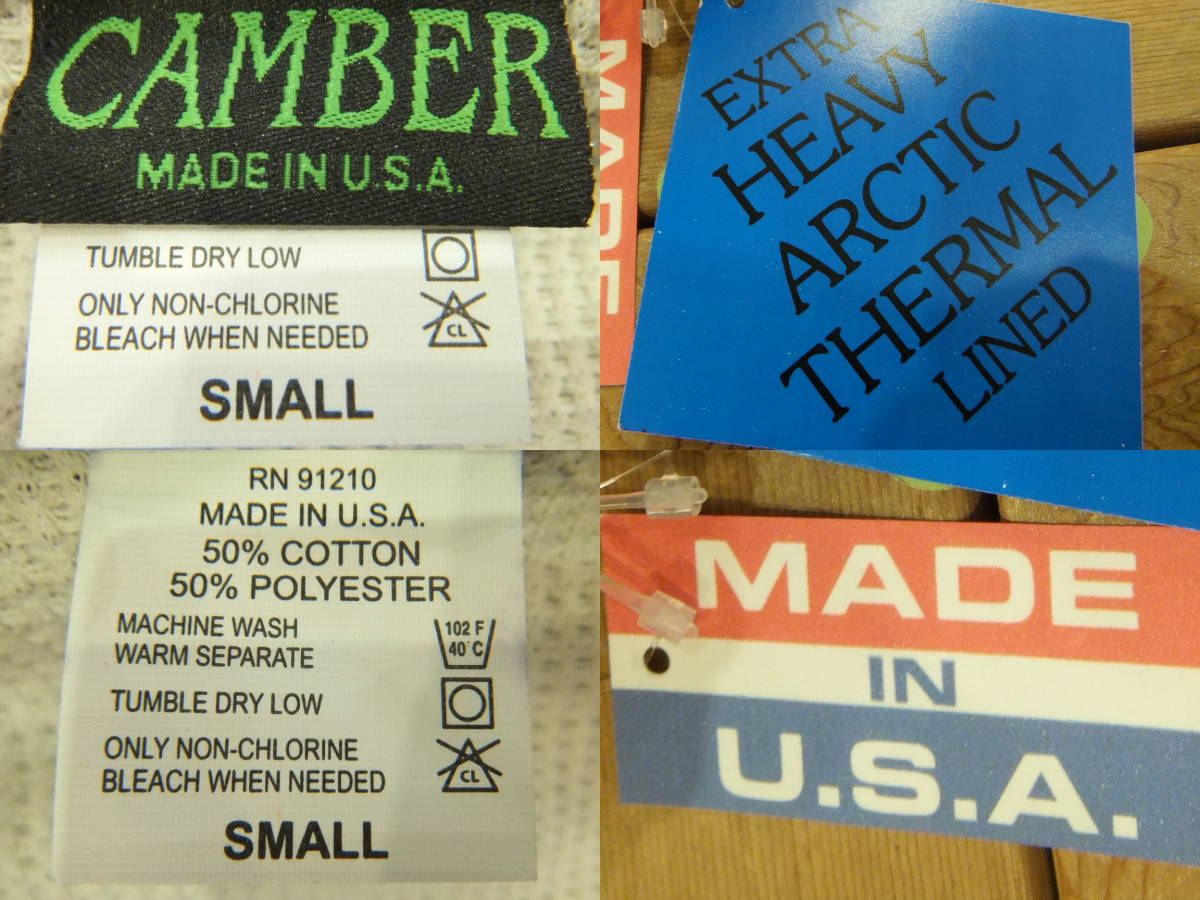 CAMBER
MADE IN U.S.A.
TUMBLE DRY LOW
ONLY NON-CHLORINE
BLEACH WHEN NEEDED
CL
SMALL
MADE
EXTRA
HEAVY
ARCTIC
THERMAL
LINED
RN 91210
MADE IN U.S.A.
50% COTTON
50% POLYESTER
MACHINE WASH
WARM SEPARATE
102 F
40°C
TUMBLE DRY LOW
ONLY NON-CHLORINE
BLEACH WHEN NEEDED
CL
SMALL
MADE
IN
U.S.A.